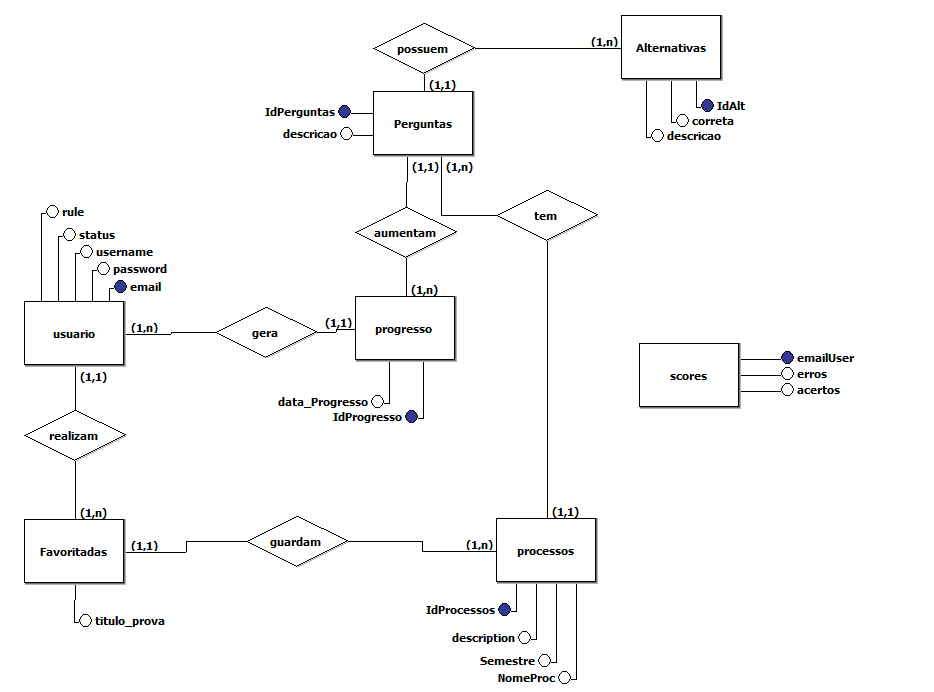 possuem
(1,n)
Alternativas
(1,1)
IdPerguntas
Perguntas
descricao
IdAlt
correta
descricao
(1,1)
(1,n)
rule
status
username
password
email
aumentam
tem
(1,n)
usuario
(1,n)
gera
(1,1)
progresso
(1,1)
data_Progresso
IdProgresso
scores
emailUser
erros
acertos
realizam
(1,n)
Favoritadas
(1,1)
guardam
(1,n)
(1,1)
processos
titulo_prova
IdProcessos
description
Semestre
NomeProc